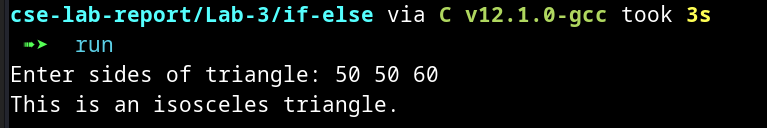 cse-lab-report/Lab-3/if-else via C v12.1.0-gcc took 3s
➠➤ run
Enter sides of triangle: 50 50 60
This is an isosceles triangle.